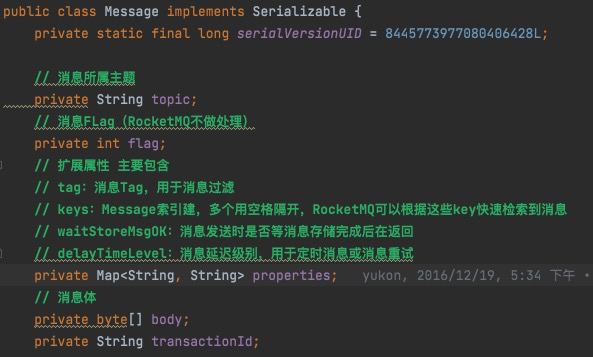 public class Message implements Serializable {
private static final long serialVersionUID = 8445773977080406428L;
// 消息所属主题
private String topic;
// 消息FLag（RocketMQ不做处理）
private int flag;
// 扩展属性 主要包含
// tag：消息Tag，用于消息过滤
// keys：Message索引建，多个用空格隔开，RocketMQ可以根据这些key快速检索到消息
// waitStoreMsgOK：消息发送时是否等消息存储完成后在返回
// delayTimeLevel：消息延迟级别，用于定时消息或消息重试
private Map<String, String> properties; yukon, 2016/12/19, 5:34 下午 •
// 消息体
private byte[] body;
private String transactionId;